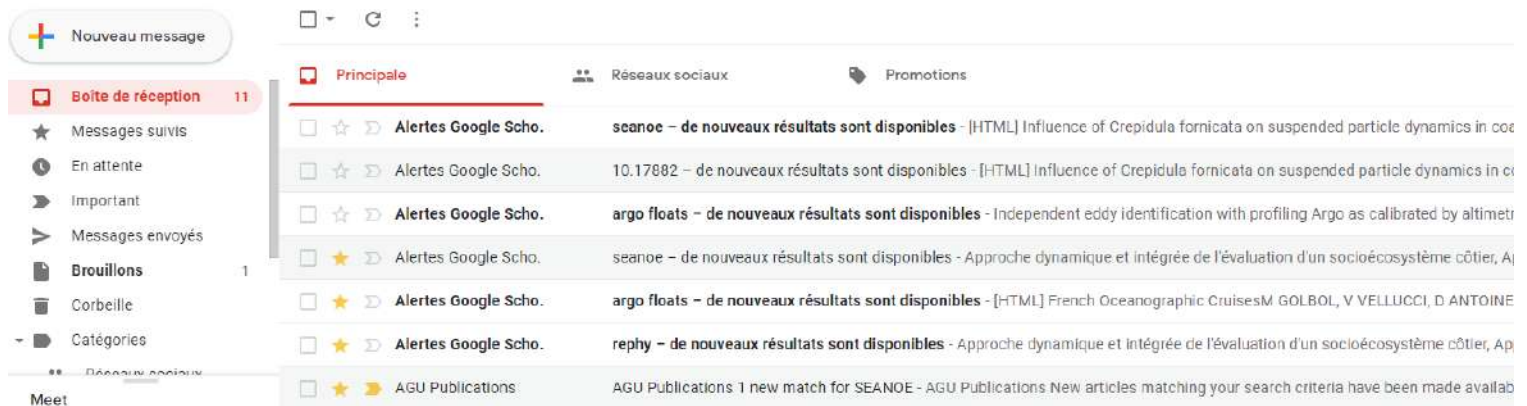 Nouveau message
Boîte de réception 11
Messages suivis
En attente
Important
Messages envoyés
Brouillons 1
Corbeille
Catégories
Réseaux sociaux
Meet
Principale Réseaux sociaux Promotions
Alertes Google Scho. seanoe – de nouveaux résultats sont disponibles - [HTML] Influence of Crepidula fornicata on suspended particle dynamics in coa
Alertes Google Scho. 10.17882 – de nouveaux résultats sont disponibles - [HTML] Influence of Crepidula fornicata on suspended particle dynamics in co
Alertes Google Scho. argo floats – de nouveaux résultats sont disponibles - Independent eddy identification with profiling Argo as calibrated by altimetr
Alertes Google Scho. seanoe – de nouveaux résultats sont disponibles - Approche dynamique et intégrée de l'évaluation d'un socioécosystème côtier, Ap
Alertes Google Scho. argo floats – de nouveaux résultats sont disponibles - [HTML] French Oceanographic CruisesM GOLBOL, V VELLUCCI, D ANTOINE
Alertes Google Scho. rephy – de nouveaux résultats sont disponibles - Approche dynamique et intégrée de l'évaluation d'un socioécosystème côtier, Ap
AGU Publications AGU Publications 1 new match for SEANOE - AGU Publications New articles matching your search criteria have been made availab